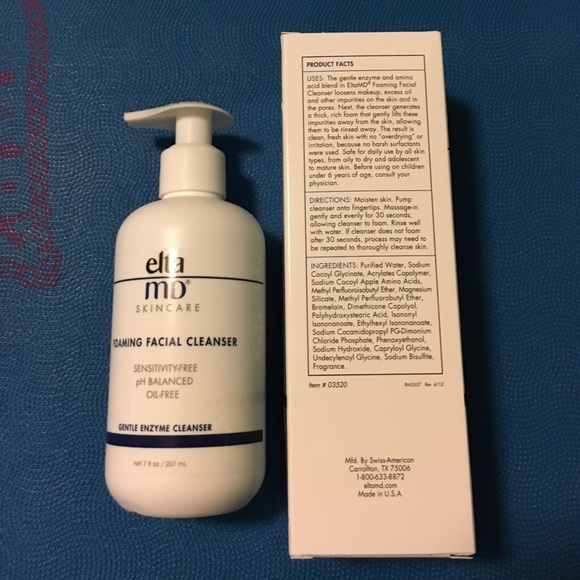 elta
MD®
SKINCARE
FOAMING FACIAL CLEANSER
SENSITIVITY-FREE
pH BALANCED
OIL-FREE
GENTLE ENZYME CLEANSER
net 7 fl oz / 207 mL
PRODUCT FACTS
USES: The gentle enzyme and amino
acid blend in EltaMD® Foaming Facial
Cleanser loosens makeup, excess oil
and other impurities on the skin and in
the pores. Next, the cleanser generates
a thick, rich foam that gently lifts these
impurities away from the skin, allowing
them to be rinsed away. The result is
clean, fresh skin with no "overdrying" or
irritation, because no harsh surfactants
were used. Safe for daily use by all skin
types, from oily to dry and adolescent
to mature skin. Before using on children
under 6 years of age, consult your
physician.
DIRECTIONS: Moisten skin. Pump
cleanser onto fingertips. Massage-in
gently and evenly for 30 seconds,
allowing cleanser to foam. Rinse well
with water. If cleanser does not foam
after 30 seconds, process may need
to be repeated to thoroughly cleanse skin.
INGREDIENTS: Purified Water, Sodium
Cocoyl Glycinate, Acrylates Copolymer,
Sodium Cocoyl Apple Amino Acids,
Methyl Perfluoroisobutyl Ether, Magnesium
Silicate, Methyl Perfluorobutyl Ether,
Bromelain, Dimethicone Copolyol,
Polyhydroxystearic Acid, Isononyl
Isononanoate, Ethylhexyl Isononanoate,
Sodium Cocamidopropyl PG-Dimonium
Chloride Phosphate, Phenoxyethanol,
Sodium Hydroxide, Capryloyl Glycine,
Undecylenoyl Glycine, Sodium Bisulfite,
Fragrance.
Item # 03520
Rev. 4/12
Mfd. By Swiss-American
Carrollton, TX 75006
1-800-633-8872
eltamd.com
Made in U.S.A.